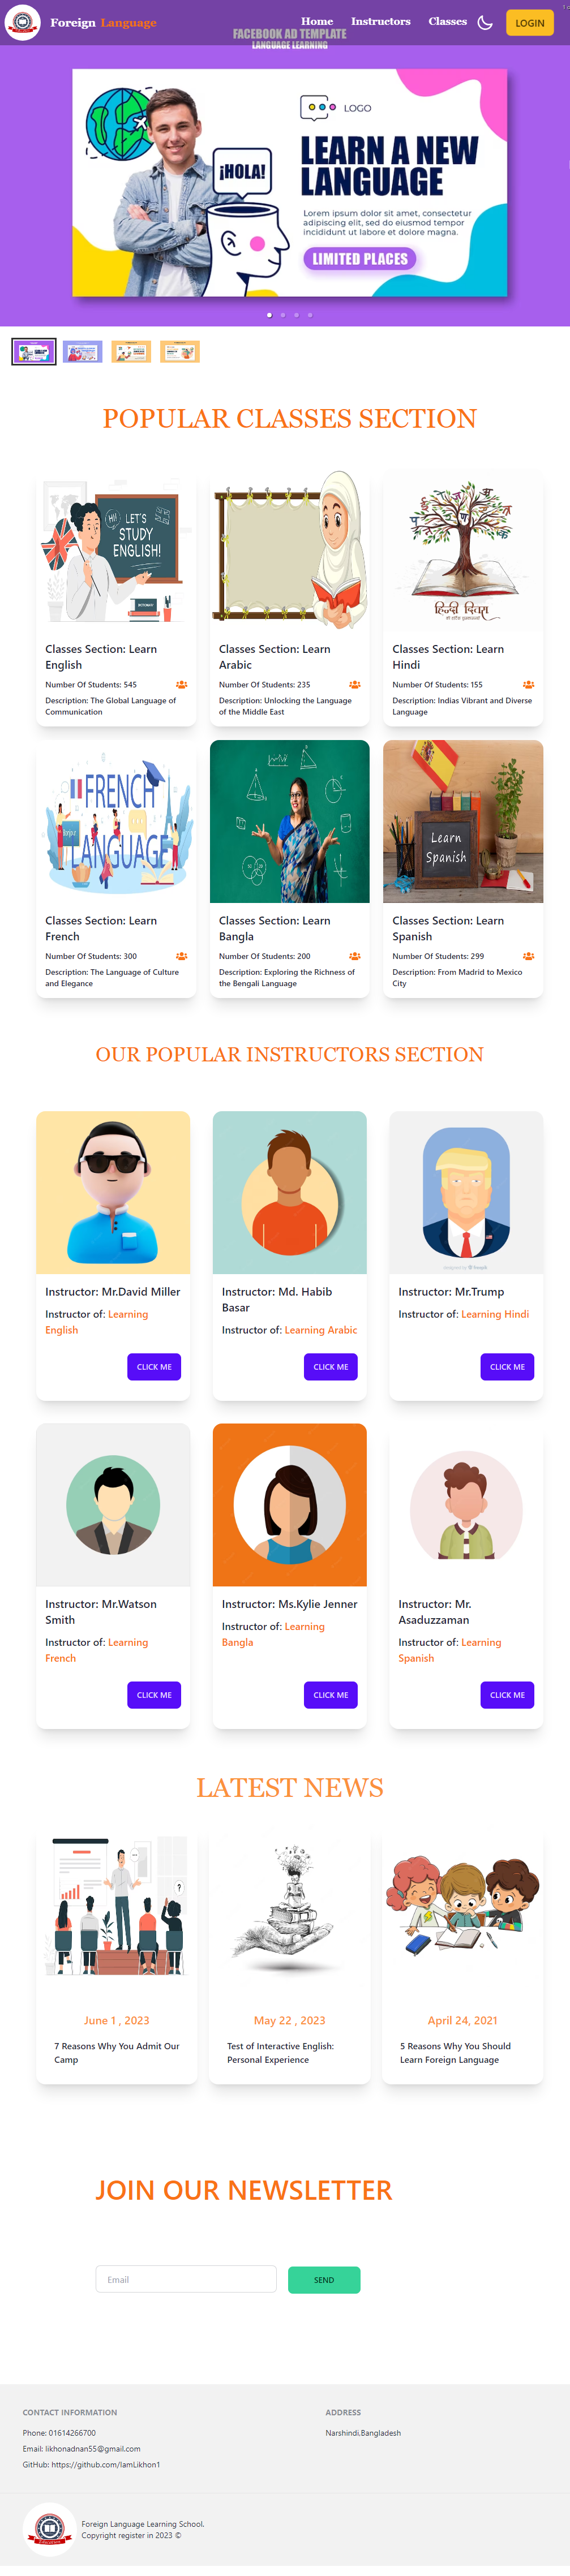 Foreign Language
Home Instructors Classes
LOGIN
FACEBOOK AD TEMPLATE
LANGUAGE LEARNING
LOGO
¡HOLA!
LEARN A NEW
LANGUAGE
Lorem ipsum dolor sit amet, consectetur
adipiscing elit, sed do eiusmod tempor
incididunt ut labore et dolore magna.
LIMITED PLACES
POPULAR CLASSES SECTION
Hi!
LET'S
STUDY
ENGLISH!
हिन्दी दिवस
Classes Section: Learn
English
Number Of Students: 545
Description: The Global Language of
Communication
Classes Section: Learn
Arabic
Number Of Students: 235
Description: Unlocking the Language
of the Middle East
Classes Section: Learn
Hindi
Number Of Students: 155
Description: Indias Vibrant and Diverse
Language
FRENCH
LANGUAGE
Learn
Spanish
Classes Section: Learn
French
Number Of Students: 300
Description: The Language of Culture
and Elegance
Classes Section: Learn
Bangla
Number Of Students: 200
Description: Exploring the Richness of
the Bengali Language
Classes Section: Learn
Spanish
Number Of Students: 299
Description: From Madrid to Mexico
City
OUR POPULAR INSTRUCTORS SECTION
Instructor: Mr.David Miller
Instructor of: Learning
English
CLICK ME
Instructor: Md. Habib
Basar
Instructor of: Learning Arabic
CLICK ME
Instructor: Mr.Trump
Instructor of: Learning Hindi
CLICK ME
Instructor: Mr.Watson
Smith
Instructor of: Learning
French
CLICK ME
Instructor: Ms.Kylie Jenner
Instructor of: Learning
Bangla
CLICK ME
Instructor: Mr.
Asaduzzaman
Instructor of: Learning
Spanish
CLICK ME
LATEST NEWS
?
June 1 , 2023
7 Reasons Why You Admit Our
Camp
May 22 , 2023
Test of Interactive English:
Personal Experience
April 24, 2021
5 Reasons Why You Should
Learn Foreign Language
JOIN OUR NEWSLETTER
Email
SEND
CONTACT INFORMATION
Phone: 01614266700
Email: likhonadnan55@gmail.com
GitHub: https://github.com/IamLikhon1
ADDRESS
Narshindi.Bangladesh
Foreign Language Learning School.
Copyright register in 2023 ©